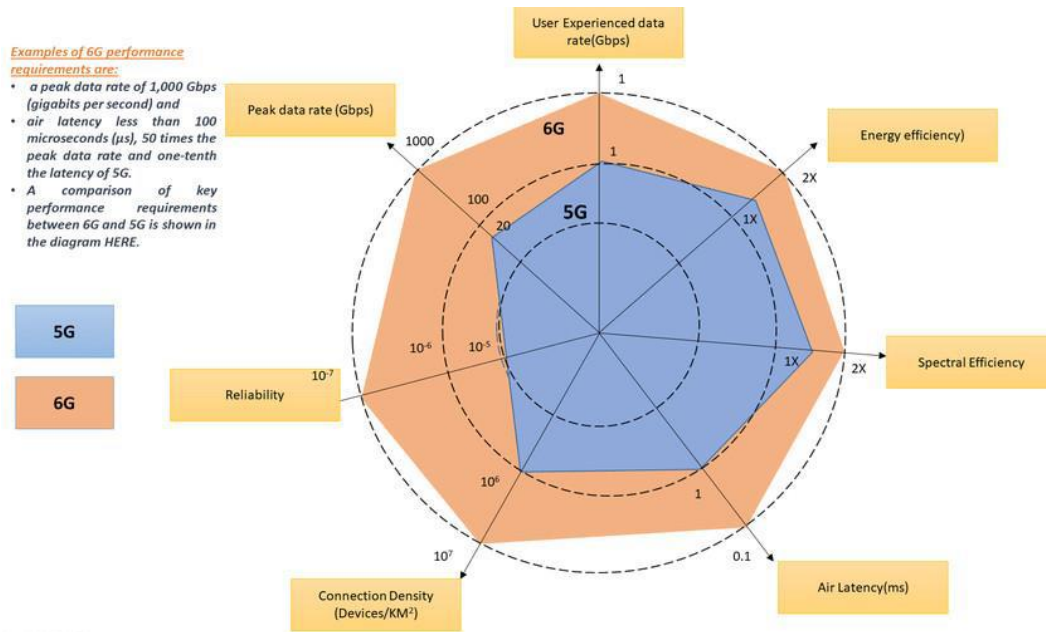 User Experienced data
rate(Gbps)
Examples of 6G performance
requirements are:
• a peak data rate of 1,000 Gbps
(gigabits per second) and
• air latency less than 100
microseconds (μs), 50 times the
peak data rate and one-tenth
the latency of 5G.
• A comparison of key
performance requirements
between 6G and 5G is shown in
the diagram HERE.
Peak data rate (Gbps)
Energy efficiency)
1
6G
1000
2X
1
100
5G
20
1X
5G
6G
Spectral Efficiency
1X
2X
10⁻⁶
10⁻⁵
10⁻⁷
Reliability
10⁶
1
10⁷
0.1
Connection Density
(Devices/KM²)
Air Latency(ms)